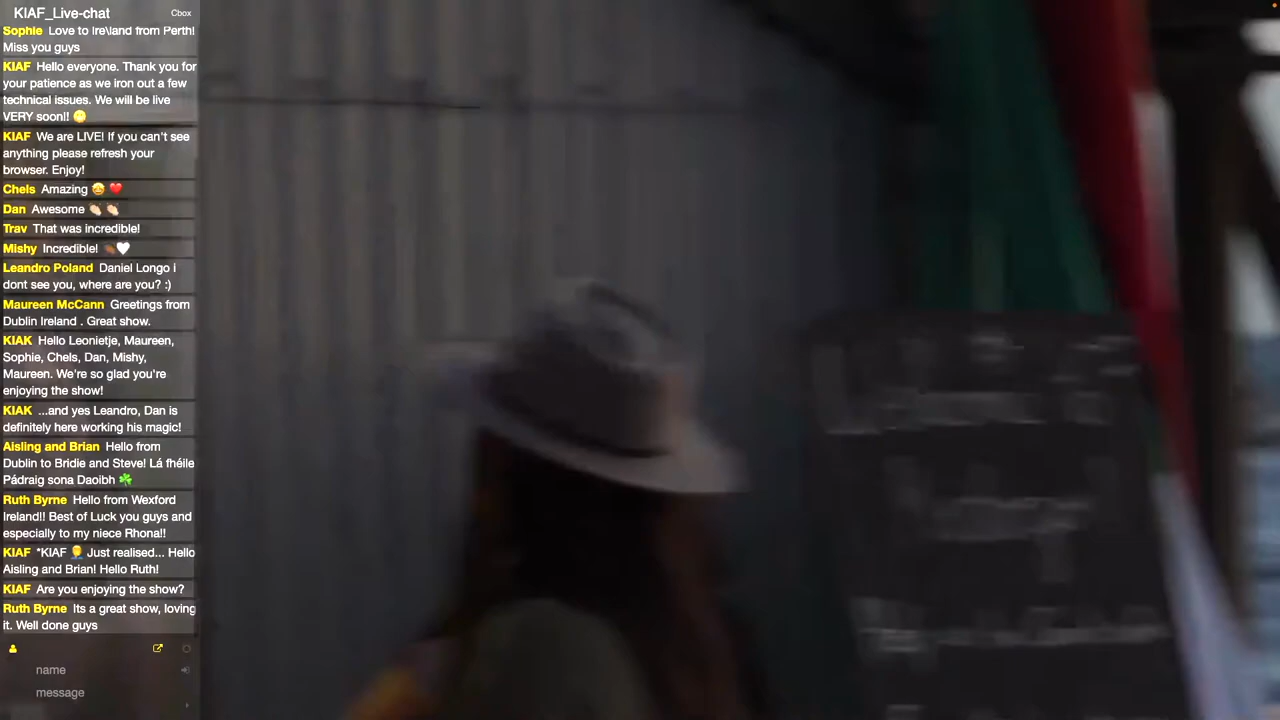 KIAF_Live-chat Cbox
Sophie Love to Ire\land from Perth!
Miss you guys
KIAF Hello everyone. Thank you for
your patience as we iron out a few
technical issues. We will be live
VERY soon!! 😬
KIAF We are LIVE! If you can't see
anything please refresh your
browser. Enjoy!
Chels Amazing 🤩 ❤️
Dan Awesome 👏🏻 👏🏻
Trav That was incredible!
Mishy Incredible! 🤍
Leandro Poland Daniel Longo i
dont see you, where are you? :)
Maureen McCann Greetings from
Dublin Ireland . Great show.
KIAK Hello Leonietje, Maureen,
Sophie, Chels, Dan, Mishy,
Maureen. We're so glad you're
enjoying the show!
KIAK ...and yes Leandro, Dan is
definitely here working his magic!
Aisling and Brian Hello from
Dublin to Bridie and Steve! Lá fhéile
Pádraig sona Daoibh ☘️
Ruth Byrne Hello from Wexford
Ireland!! Best of Luck you guys and
especially to my niece Rhona!!
KIAF *KIAF 🤦‍♂️ Just realised... Hello
Aisling and Brian! Hello Ruth!
KIAF Are you enjoying the show?
Ruth Byrne Its a great show, loving
it. Well done guys
name
message